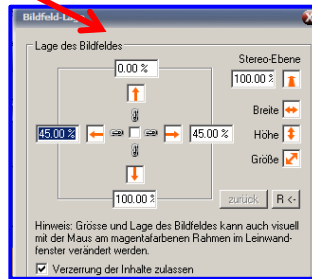 Bildfeld-Lage
Lage des Bildfeldes
0.00 %
Stereo-Ebene
100.00 %
Breite
45.00 %
45.00 %
Höhe
Größe
100.00 %
zurück
R <-
Hinweis: Grösse und Lage des Bildfeldes kann auch visuell
mit der Maus am magentafarbenen Rahmen im Leinwand-
fenster verändert werden.
Verzerrung der Inhalte zulassen